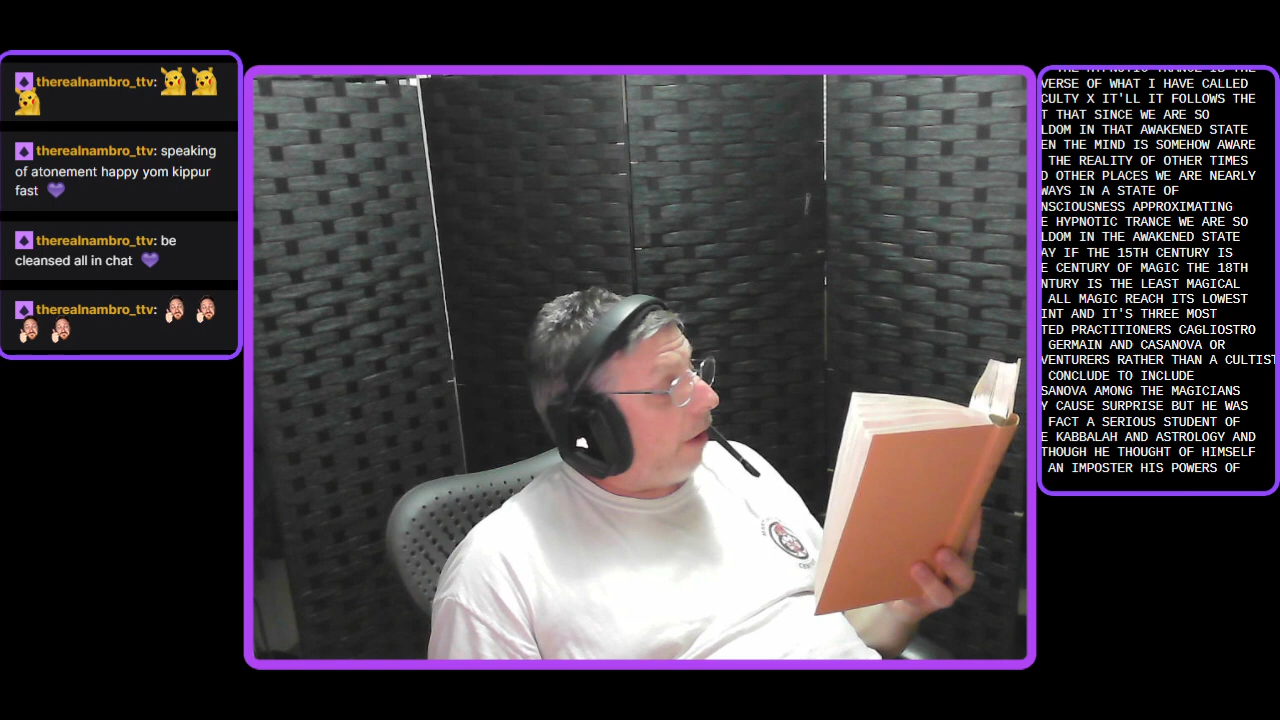 therealnambro_ttv:
therealnambro_ttv: speaking
of atonement happy yom kippur
fast
therealnambro_ttv: be
cleansed all in chat
therealnambro_ttv:
VERSE OF WHAT I HAVE CALLED
CULTY X IT'LL IT FOLLOWS THE
T THAT SINCE WE ARE SO
LDOM IN THAT AWAKENED STATE
EN THE MIND IS SOMEHOW AWARE
THE REALITY OF OTHER TIMES
D OTHER PLACES WE ARE NEARLY
WAYS IN A STATE OF
NSCIOUSNESS APPROXIMATING
E HYPNOTIC TRANCE WE ARE SO
LDOM IN THE AWAKENED STATE
AY IF THE 15TH CENTURY IS
E CENTURY OF MAGIC THE 18TH
NTURY IS THE LEAST MAGICAL
ALL MAGIC REACH ITS LOWEST
INT AND IT'S THREE MOST
TED PRACTITIONERS CAGLIOSTRO
GERMAIN AND CASANOVA OR
VENTURERS RATHER THAN A CULTIST
CONCLUDE TO INCLUDE
SANOVA AMONG THE MAGICIANS
Y CAUSE SURPRISE BUT HE WAS
FACT A SERIOUS STUDENT OF
E KABBALAH AND ASTROLOGY AND
THOUGH HE THOUGHT OF HIMSELF
AN IMPOSTER HIS POWERS OF